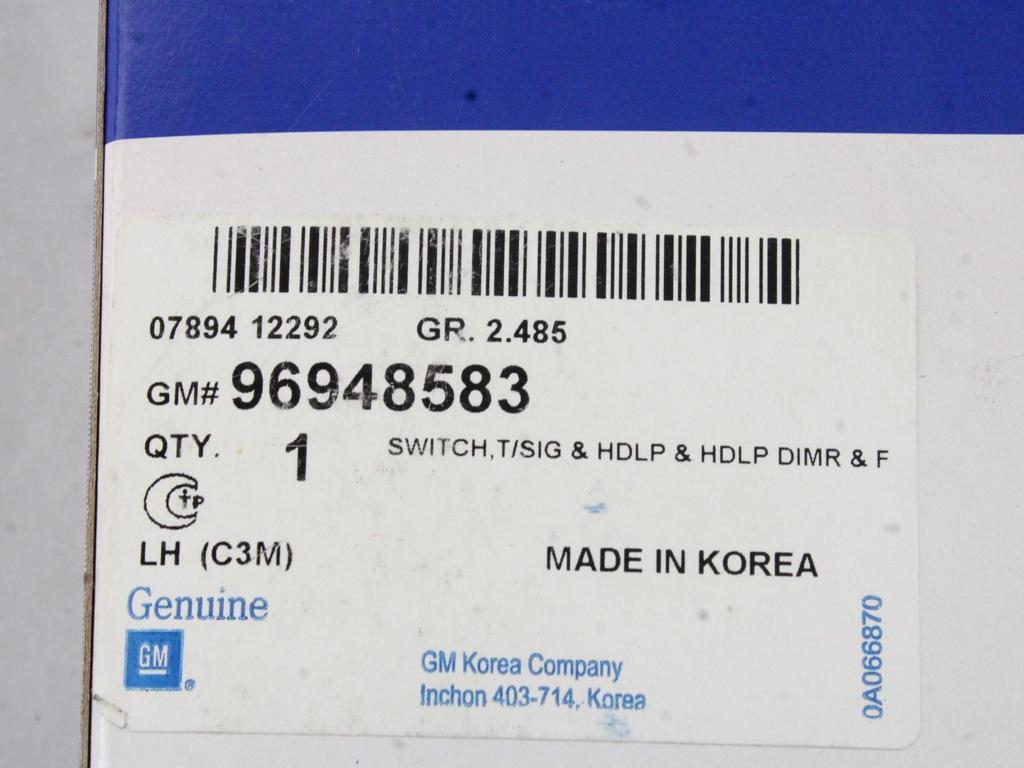 07894 12292 GR. 2.485
GM# 96948583
QTY. 1 SWITCH,T/SIG & HDLP & HDLP DIMR & F
LH (C3M) MADE IN KOREA
Genuine
GM®
GM Korea Company
Inchon 403-714, Korea
0A066870